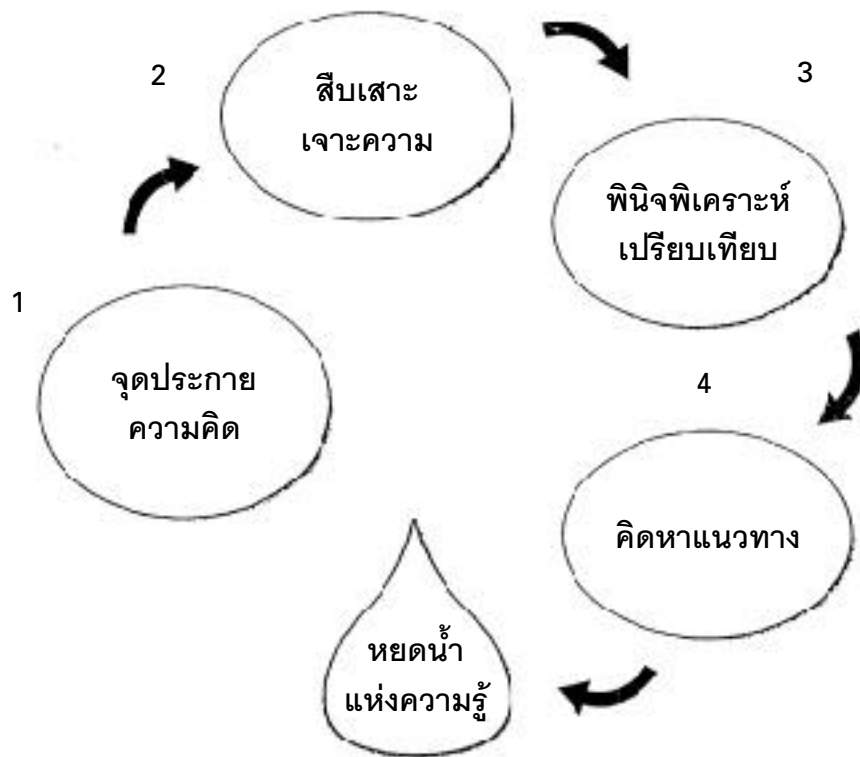 1
จุดประกาย
ความคิด
2
สืบเสาะ
เจาะความ
3
พินิจพิเคราะห์
เปรียบเทียบ
4
คิดหาแนวทาง
หยดน้ำ
แห่งความรู้